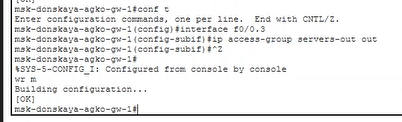 [OK]
msk-donskaya-agko-gw-1#conf t
Enter configuration commands, one per line.  End with CNTL/Z.
msk-donskaya-agko-gw-1(config)#interface f0/0.3
msk-donskaya-agko-gw-1(config-subif)#ip access-group servers-out out
msk-donskaya-agko-gw-1(config-subif)#^Z
msk-donskaya-agko-gw-1#
%SYS-5-CONFIG_I: Configured from console by console
wr m
Building configuration...
[OK]
msk-donskaya-agko-gw-1#